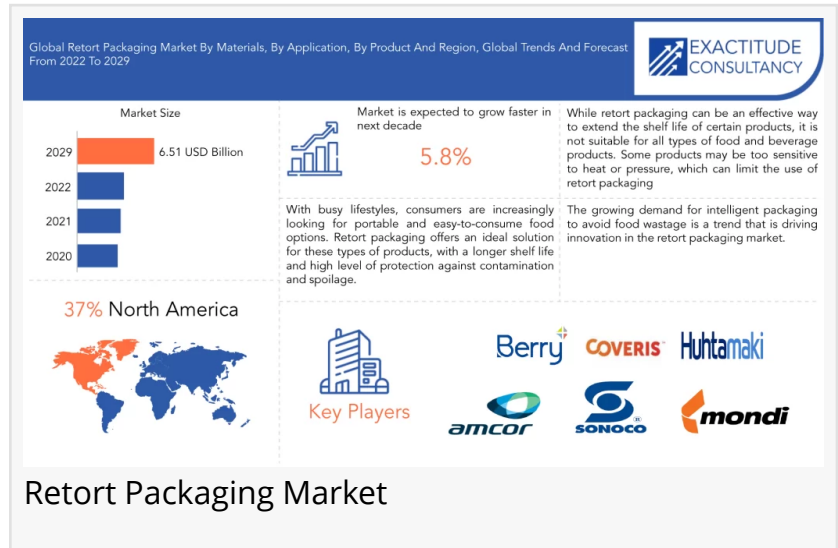 Global Retort Packaging Market By Materials, By Application, By Product And Region, Global Trends And Forecast
From 2022 To 2029
EXACTITUDE
CONSULTANCY
Market Size
2029
6.51 USD Billion
2022
2021
2020
37% North America
Market is expected to grow faster in
next decade
5.8%
While retort packaging can be an effective way
to extend the shelf life of certain products, it is
not suitable for all types of food and beverage
products. Some products may be too sensitive
to heat or pressure, which can limit the use of
retort packaging
With busy lifestyles, consumers are increasingly
looking for portable and easy-to-consume food
options. Retort packaging offers an ideal solution
for these types of products, with a longer shelf life
and high level of protection against contamination
and spoilage.
The growing demand for intelligent packaging
to avoid food wastage is a trend that is driving
innovation in the retort packaging market.
Key Players
Berry
COVERIS
Huhtamaki
amcor
SONOCO
mondi
Retort Packaging Market